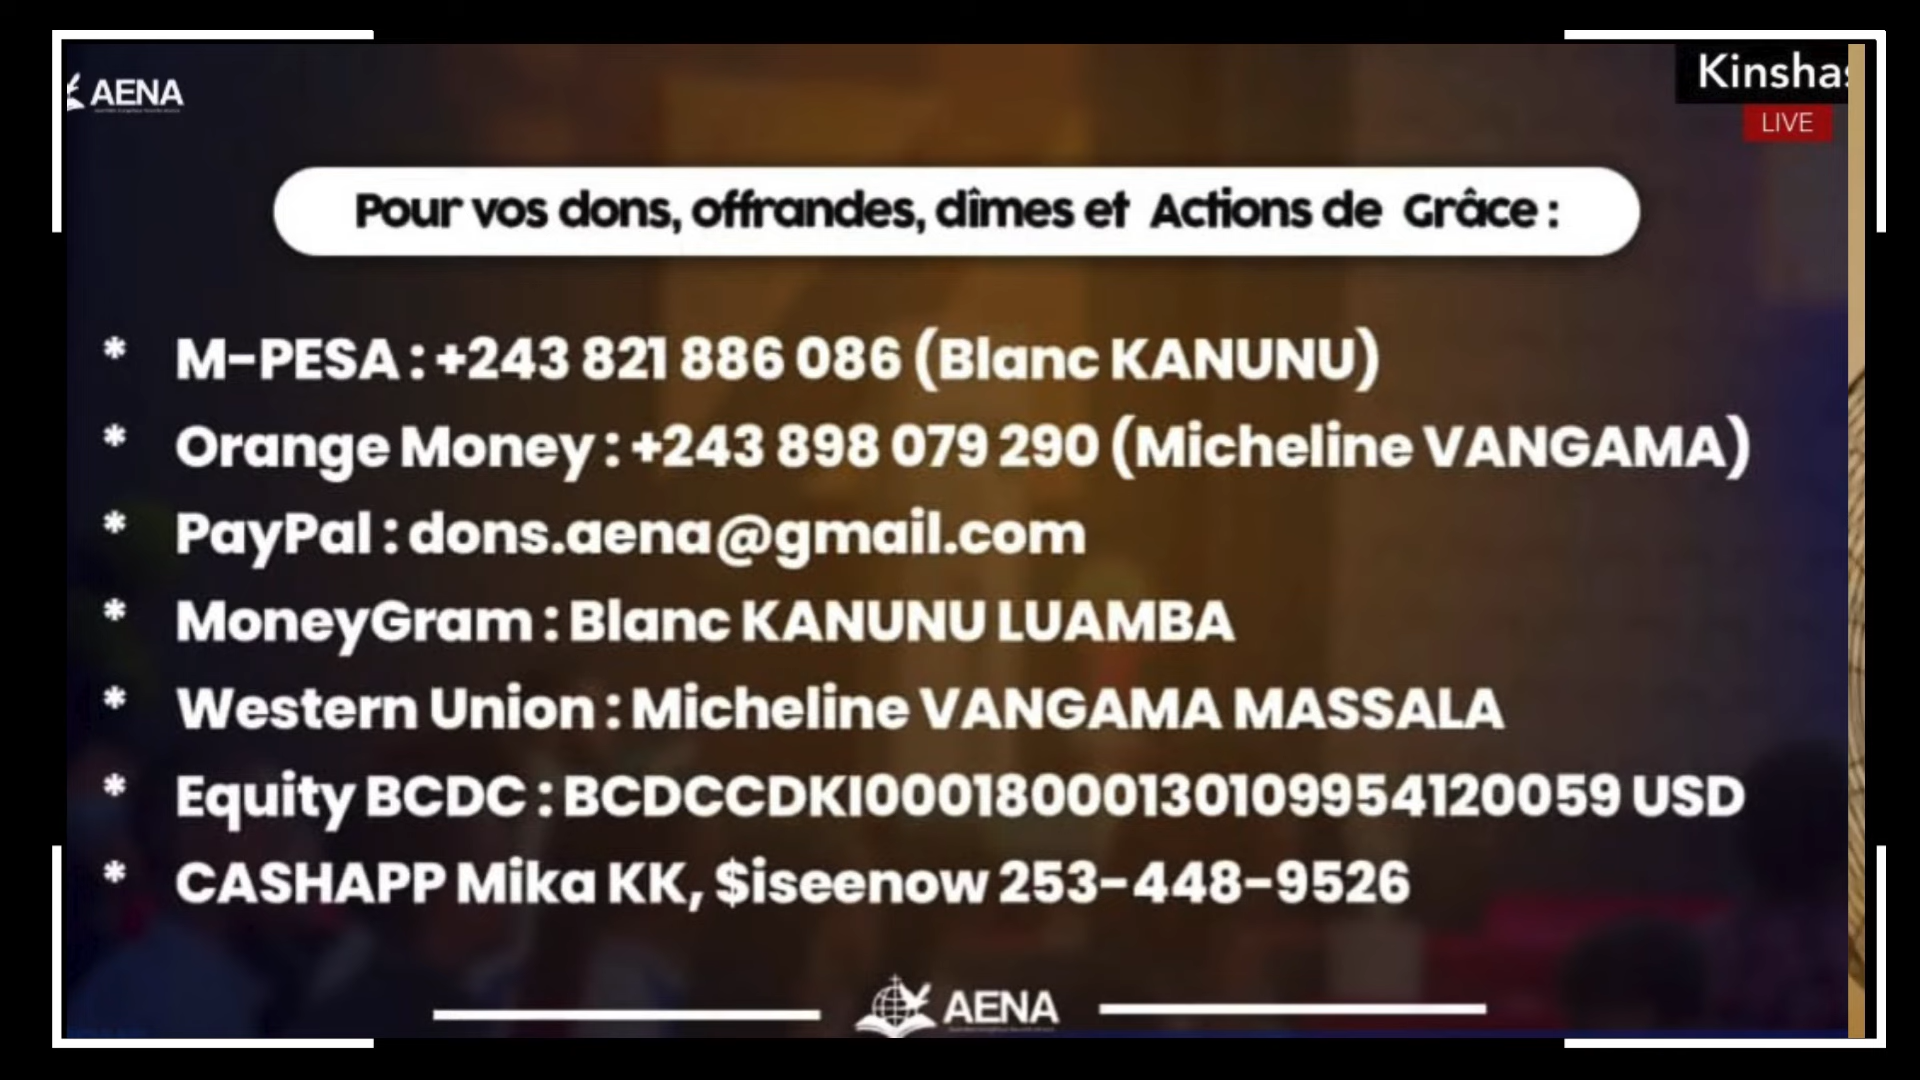 AENA
Kinshas
LIVE
Pour vos dons, offrandes, dîmes et Actions de Grâce :
* M-PESA : +243 821 886 086 (Blanc KANUNU)
* Orange Money : +243 898 079 290 (Micheline VANGAMA)
* PayPal : dons.aena@gmail.com
* MoneyGram : Blanc KANUNU LUAMBA
* Western Union : Micheline VANGAMA MASSALA
* Equity BCDC : BCDCCDKI00018000130109954120059 USD
* CASHAPP Mika KK, $iseenow 253-448-9526
AENA